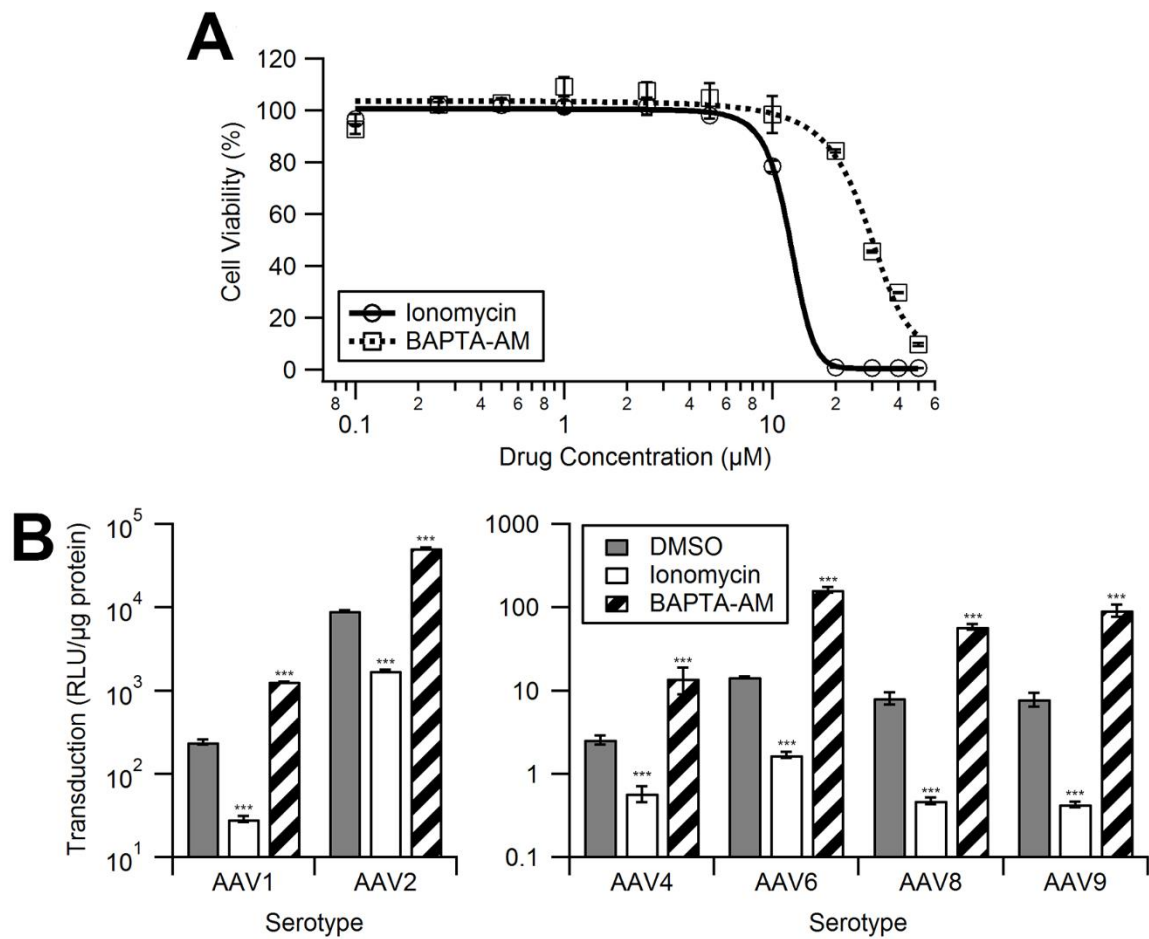 A
120
100
80
60
40
20
0
Cell Viability (%)
Ionomycin
BAPTA-AM
8 2 4 6 8 2 4 6 8 2 4 6
0.1 1 10
Drug Concentration (µM)
B
Transduction (RLU/µg protein)
10^5
10^4
10^3
10^2
10^1
*** *** *** ***
AAV1 AAV2
Serotype
1000
100
10
1
0.1
DMSO
Ionomycin
BAPTA-AM
*** *** *** *** *** *** *** ***
AAV4 AAV6 AAV8 AAV9
Serotype